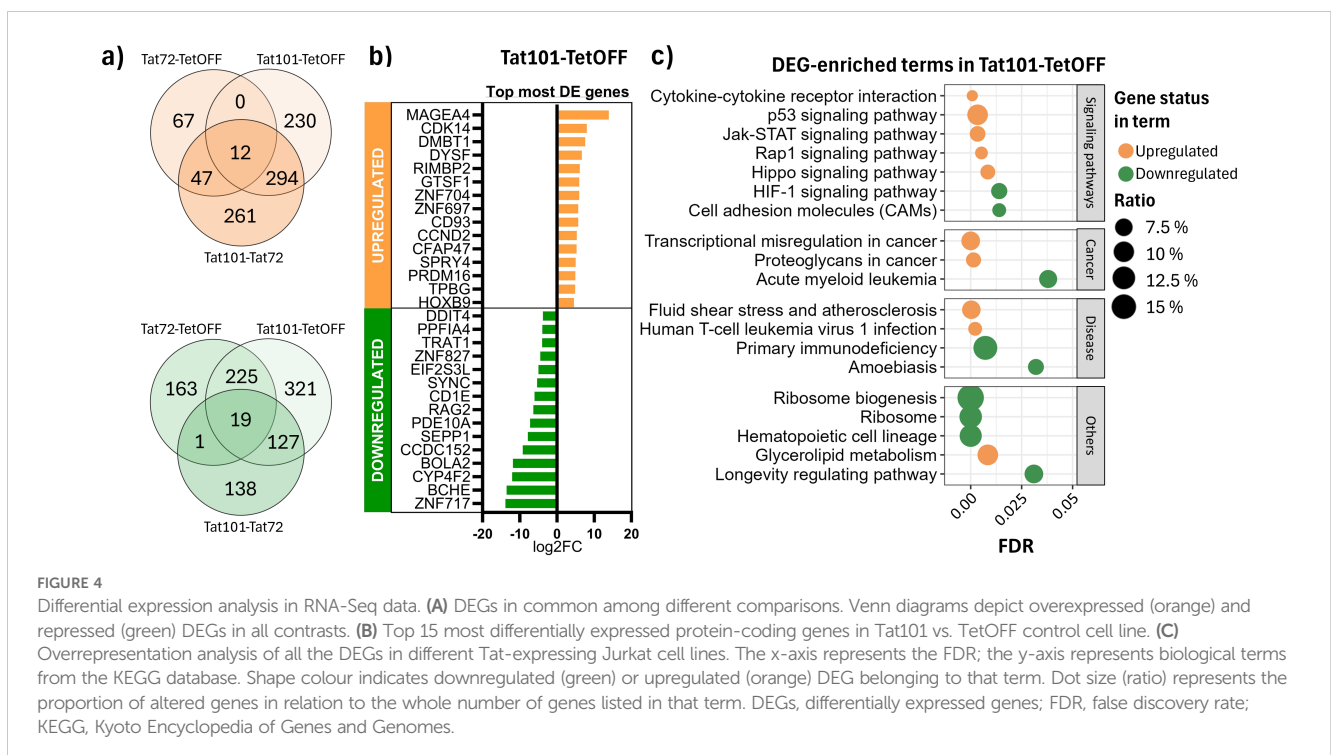 a)
Tat72-TetOFF
Tat101-TetOFF
0
67
230
12
47
294
261
Tat101-Tat72
Tat72-TetOFF
Tat101-TetOFF
225
163
321
19
1
127
138
Tat101-Tat72
b)
Tat101-TetOFF
Top most DE genes
UPREGULATED
MAGEA4
CDK14
DMBT1
DYSF
RIMBP2
GTSF1
ZNF704
ZNF697
CD93
CCND2
CFAP47
SPRY4
PRDM16
TPBG
HOXB9
DOWNREGULATED
DDIT4
PPFIA4
TRAT1
ZNF827
EIF2S3L
SYNC
CD1E
RAG2
PDE10A
SEPP1
CCDC152
BOLA2
CYP4F2
BCHE
ZNF717
-20 -10 0 10 20
log2FC
c)
DEG-enriched terms in Tat101-TetOFF
Cytokine-cytokine receptor interaction
p53 signaling pathway
Jak-STAT signaling pathway
Rap1 signaling pathway
Hippo signaling pathway
HIF-1 signaling pathway
Cell adhesion molecules (CAMs)
Signaling pathways
Transcriptional misregulation in cancer
Proteoglycans in cancer
Acute myeloid leukemia
Cancer
Fluid shear stress and atherosclerosis
Human T-cell leukemia virus 1 infection
Primary immunodeficiency
Amoebiasis
Disease
Ribosome biogenesis
Ribosome
Hematopoietic cell lineage
Glycerolipid metabolism
Longevity regulating pathway
Others
0.00 0.025 0.05
FDR
Gene status
in term
Upregulated
Downregulated
Ratio
7.5 %
10 %
12.5 %
15 %
FIGURE 4
Differential expression analysis in RNA-Seq data. (A) DEGs in common among different comparisons. Venn diagrams depict overexpressed (orange) and
repressed (green) DEGs in all contrasts. (B) Top 15 most differentially expressed protein-coding genes in Tat101 vs. TetOFF control cell line. (C)
Overrepresentation analysis of all the DEGs in different Tat-expressing Jurkat cell lines. The x-axis represents the FDR; the y-axis represents biological terms
from the KEGG database. Shape colour indicates downregulated (green) or upregulated (orange) DEG belonging to that term. Dot size (ratio) represents the
proportion of altered genes in relation to the whole number of genes listed in that term. DEGs, differentially expressed genes; FDR, false discovery rate;
KEGG, Kyoto Encyclopedia of Genes and Genomes.